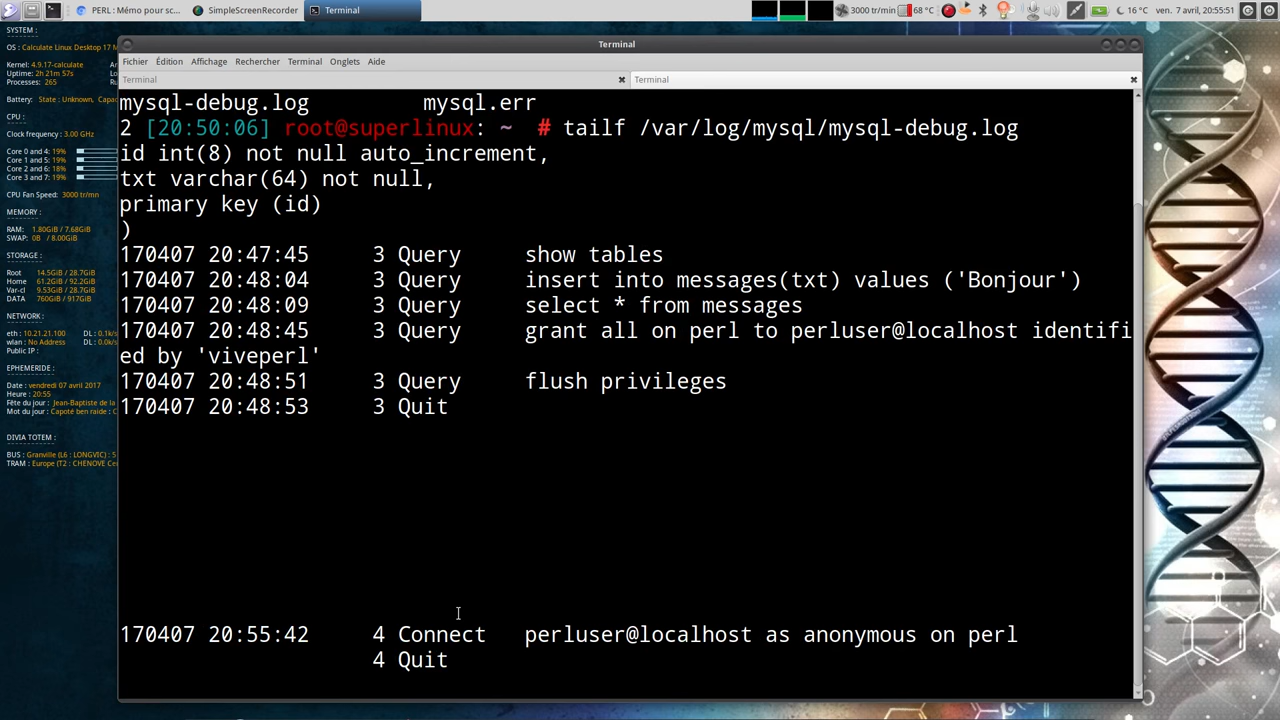 PERL : Mémo pour sc...
SimpleScreenRecorder
Terminal
3000 tr/min
68 °C
16 °C
ven. 7 avril, 20:55:51
SYSTEM :
OS : Calculate Linux Desktop 17 M
Kernel: 4.9.17-calculate
Uptime: 2h 21m 57s
Processes: 265
Battery: State : Unknown, Capac
CPU :
Clock frequency : 3.00 GHz
Core 0 and 4: 19%
Core 1 and 5: 19%
Core 2 and 6: 18%
Core 3 and 7: 19%
CPU Fan Speed: 3000 tr/mn
MEMORY :
RAM: 1.80GiB / 7.68GiB
SWAP: 0B / 8.00GiB
STORAGE :
Root 14.5GiB / 28.7GiB
Home 61.2GiB / 92.2GiB
Var-cl 9.53GiB / 28.7GiB
DATA 760GiB / 917GiB
NETWORK :
eth : 10.21.21.100 DL : 0.1k/s
wlan : No Address DL : 0.0k/s
Public IP :
EPHEMERIDE :
Date : vendredi 07 avril 2017
Heure : 20:55
Fête du jour : Jean-Baptiste de la
Mot du jour : Capoté ben raide : C
DIVIA TOTEM :
BUS : Granville (L6 : LONGVIC) : 5
TRAM : Europe (T2 : CHENOVE Ce
Terminal
Fichier Édition Affichage Rechercher Terminal Onglets Aide
Terminal
Terminal
mysql-debug.log mysql.err
2 [20:50:06] root@superlinux: ~ # tailf /var/log/mysql/mysql-debug.log
id int(8) not null auto_increment,
txt varchar(64) not null,
primary key (id)
)
170407 20:47:45 3 Query show tables
170407 20:48:04 3 Query insert into messages(txt) values ('Bonjour')
170407 20:48:09 3 Query select * from messages
170407 20:48:45 3 Query grant all on perl to perluser@localhost identifi
ed by 'viveperl'
170407 20:48:51 3 Query flush privileges
170407 20:48:53 3 Quit
170407 20:55:42 4 Connect perluser@localhost as anonymous on perl
4 Quit